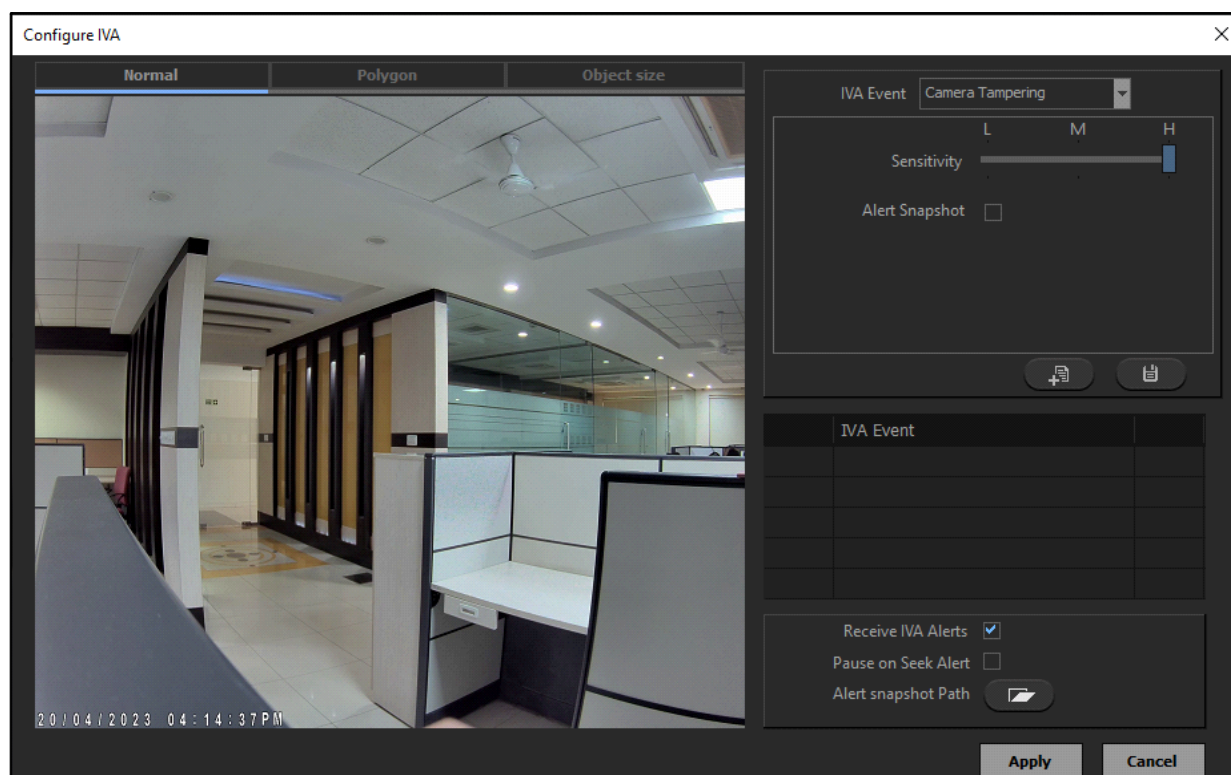 Configure IVA
Normal Polygon Object size
IVA Event Camera Tampering
L M H
Sensitivity
Alert Snapshot
IVA Event
Receive IVA Alerts
Pause on Seek Alert
Alert snapshot Path
20/04/2023 04:14:37PM
Apply Cancel